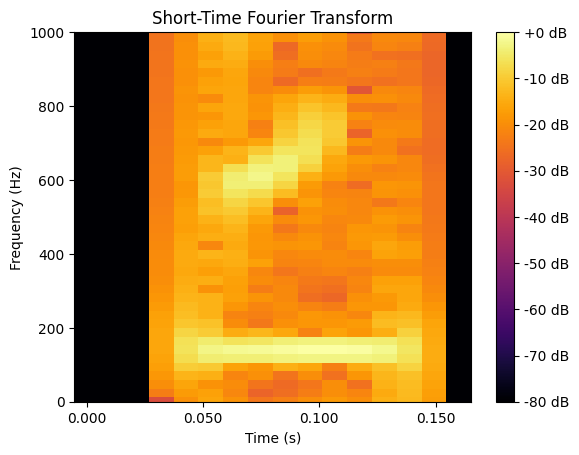 Short-Time Fourier Transform
1000
800
600
400
200
0
Frequency (Hz)
0.000
0.050
0.100
0.150
Time (s)
+0 dB
-10 dB
-20 dB
-30 dB
-40 dB
-50 dB
-60 dB
-70 dB
-80 dB